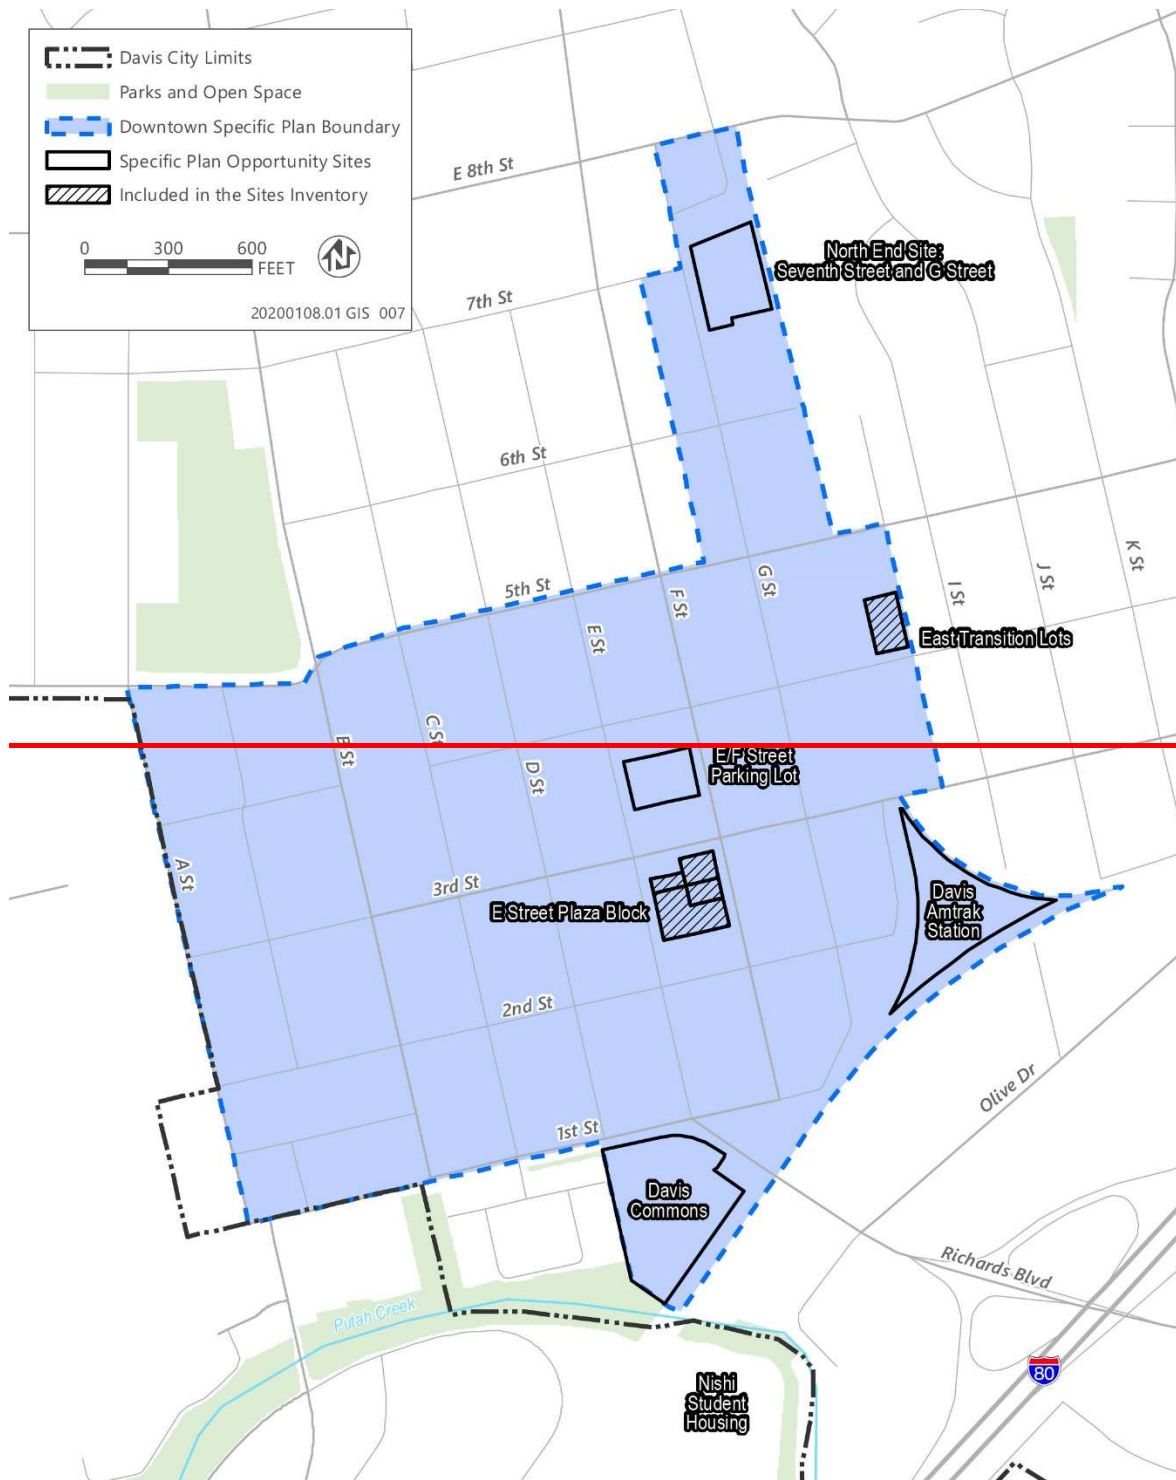 Davis City Limits
Parks and Open Space
Downtown Specific Plan Boundary
Specific Plan Opportunity Sites
Included in the Sites Inventory
0 300 600
FEET
N
20200108.01 GIS 007
E 8th St
North End Site:
Seventh Street and G Street
7th St
6th St
5th St
E St
F St
G St
I St
J St
K St
East Transition Lots
A St
B St
C St
D St
E/F Street
Parking Lot
3rd St
E Street Plaza Block
Davis
Amtrak
Station
2nd St
Olive Dr
1st St
Davis
Commons
Richards Blvd
Putah Creek
80
Nishi
Student
Housing